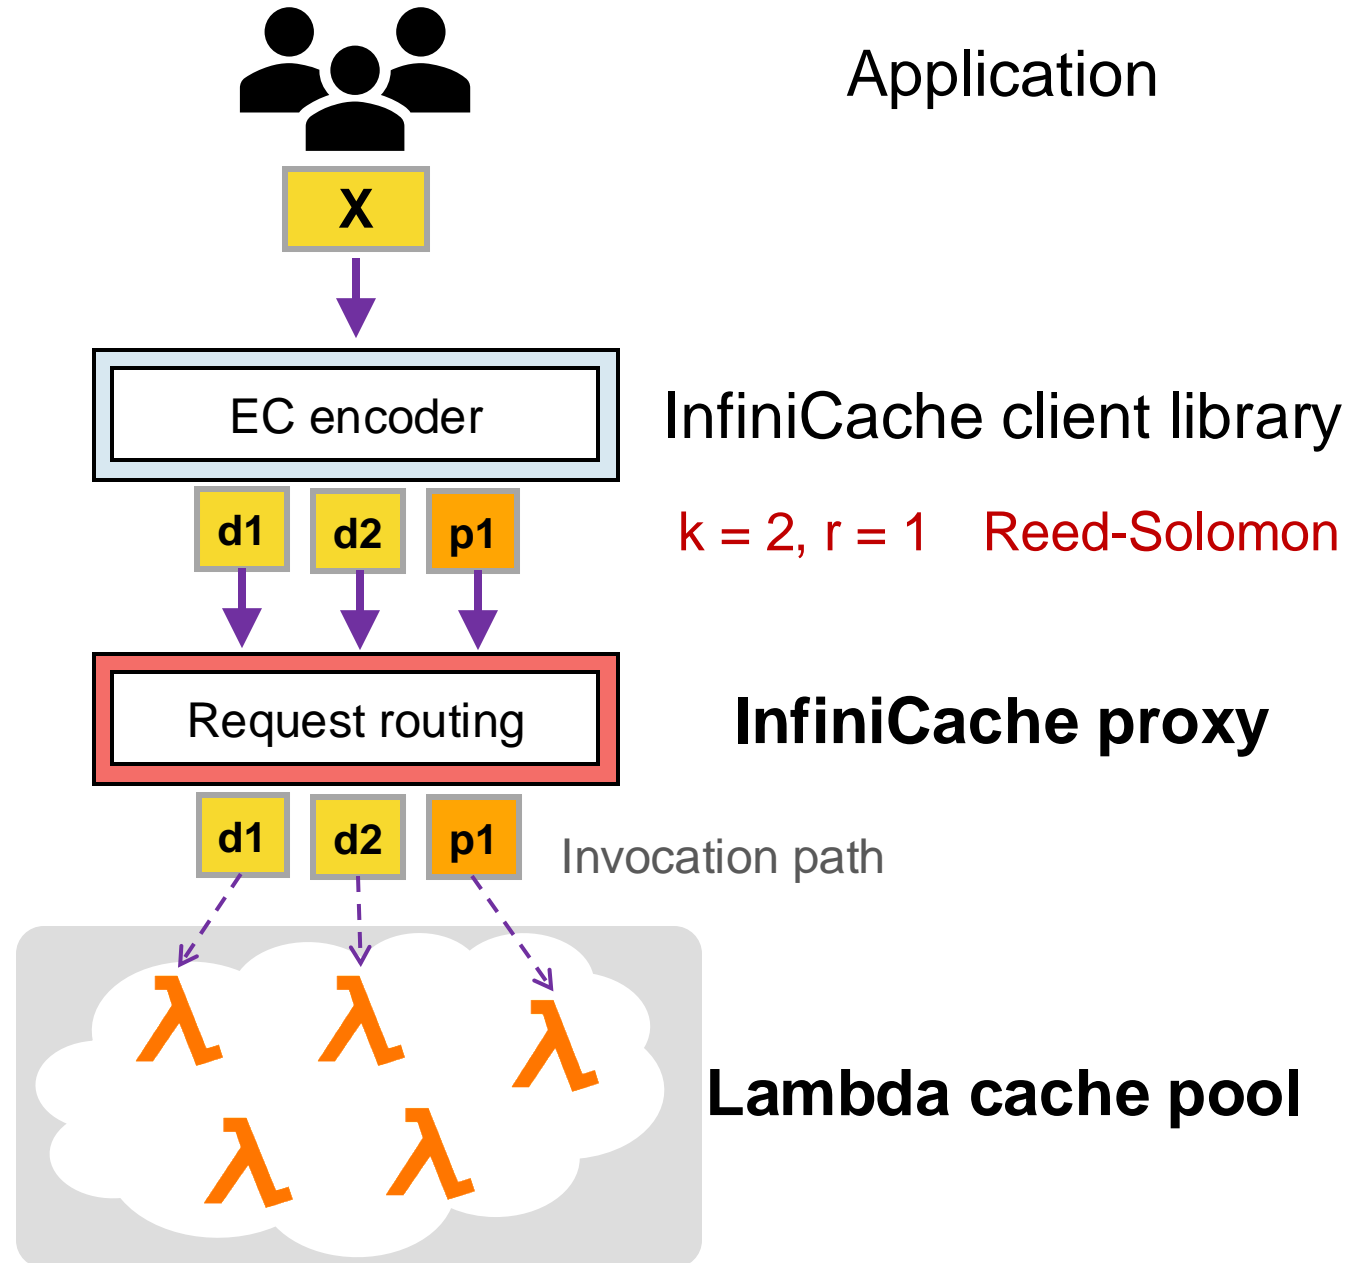 Application
X
EC encoder
InfiniCache client library
d1 d2 p1
k = 2, r = 1 Reed-Solomon
Request routing
InfiniCache proxy
d1 d2 p1
Invocation path
λ λ λ
Lambda cache pool
λ λ